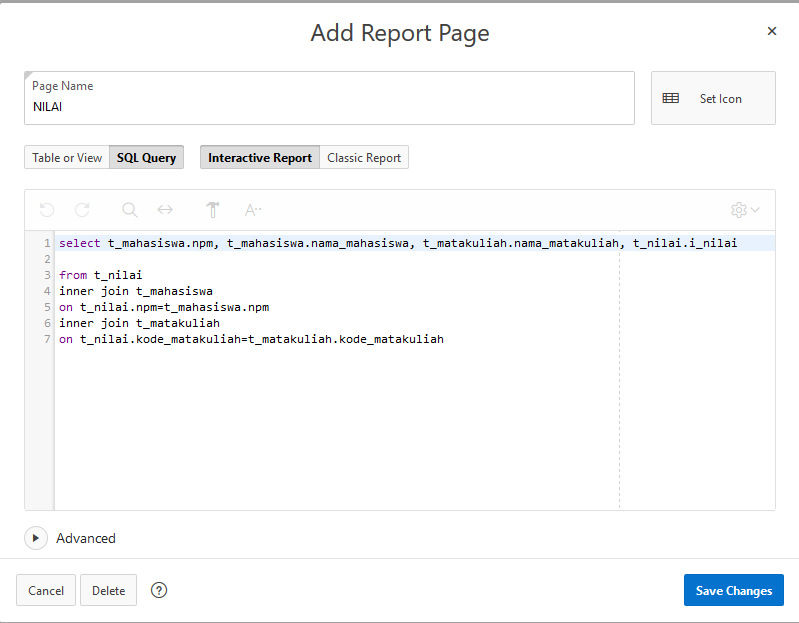 Add Report Page
×
Page Name
NILAI
Set Icon
Table or View SQL Query Interactive Report Classic Report
A
1 select t_mahasiswa.npm, t_mahasiswa.nama_mahasiswa, t_matakuliah.nama_matakuliah, t_nilai.i_nilai
2
3 from t_nilai
4 inner join t_mahasiswa
5 on t_nilai.npm=t_mahasiswa.npm
6 inner join t_matakuliah
7 on t_nilai.kode_matakuliah=t_matakuliah.kode_matakuliah
Advanced
Cancel Delete ? Save Changes